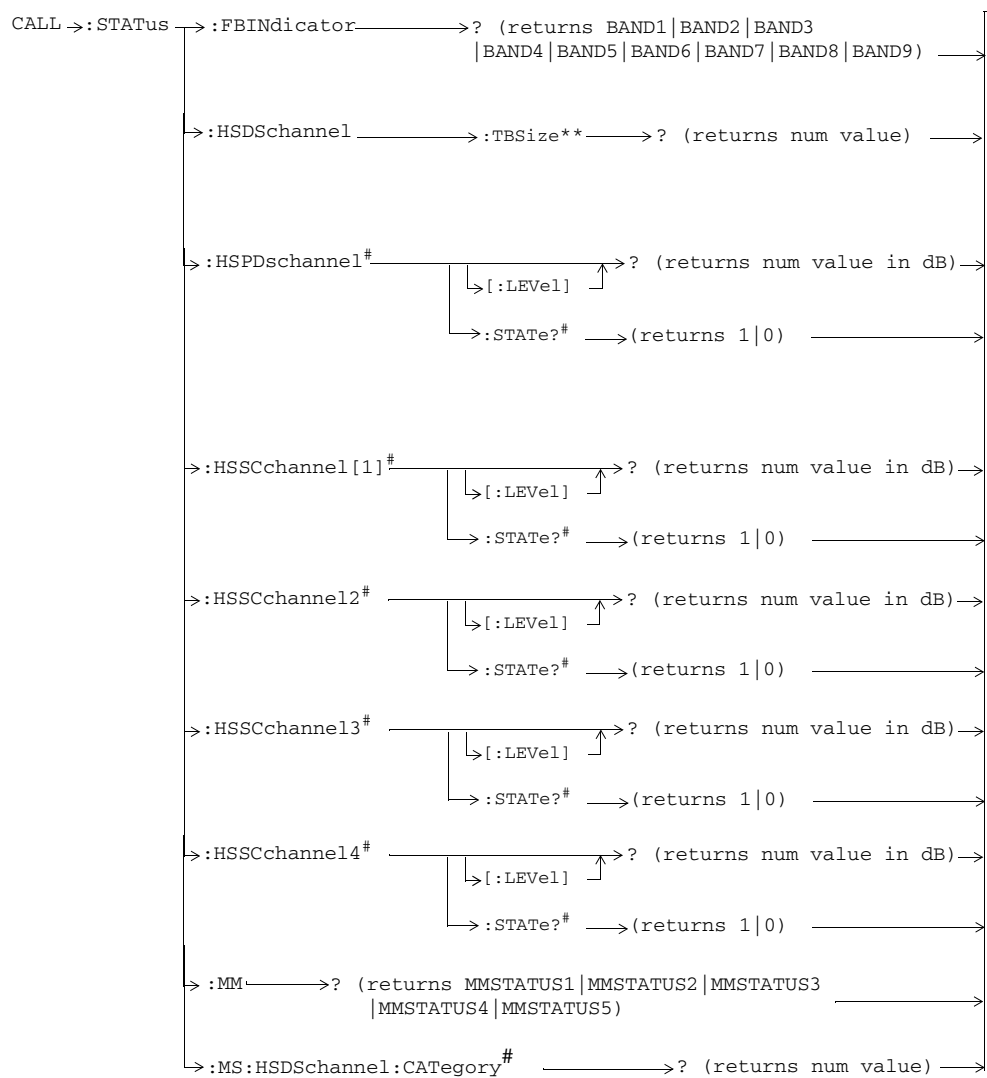 CALL :STATus :FBINdicator ? (returns BAND1|BAND2|BAND3
|BAND4|BAND5|BAND6|BAND7|BAND8|BAND9)
:HSDSchannel :TBSize** ? (returns num value)
:HSPDschannel# ? (returns num value in dB)
[:LEVel]
:STATe?# (returns 1|0)
:HSSCchannel[1]# ? (returns num value in dB)
[:LEVel]
:STATe?# (returns 1|0)
:HSSCchannel2# ? (returns num value in dB)
[:LEVel]
:STATe?# (returns 1|0)
:HSSCchannel3# ? (returns num value in dB)
[:LEVel]
:STATe?# (returns 1|0)
:HSSCchannel4# ? (returns num value in dB)
[:LEVel]
:STATe?# (returns 1|0)
:MM ? (returns MMSTATUS1|MMSTATUS2|MMSTATUS3
|MMSTATUS4|MMSTATUS5)
:MS:HSDSchannel:CATegory# ? (returns num value)